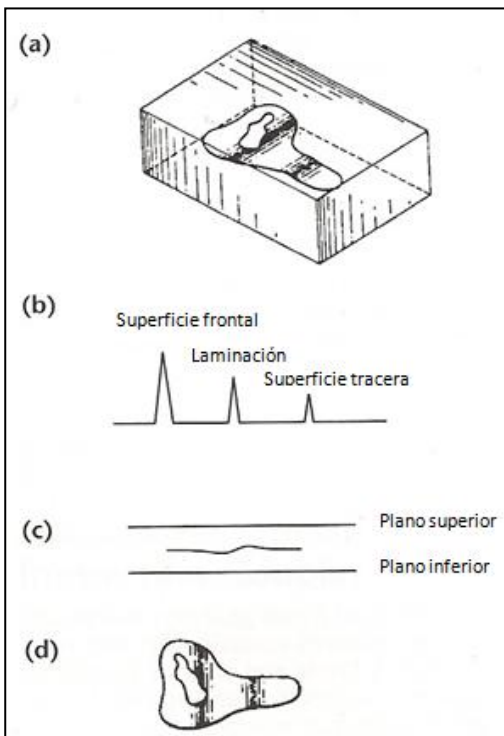 (a)
(b)
Superficie frontal
Laminación
Superficie tracera
(c)
Plano superior
Plano inferior
(d)